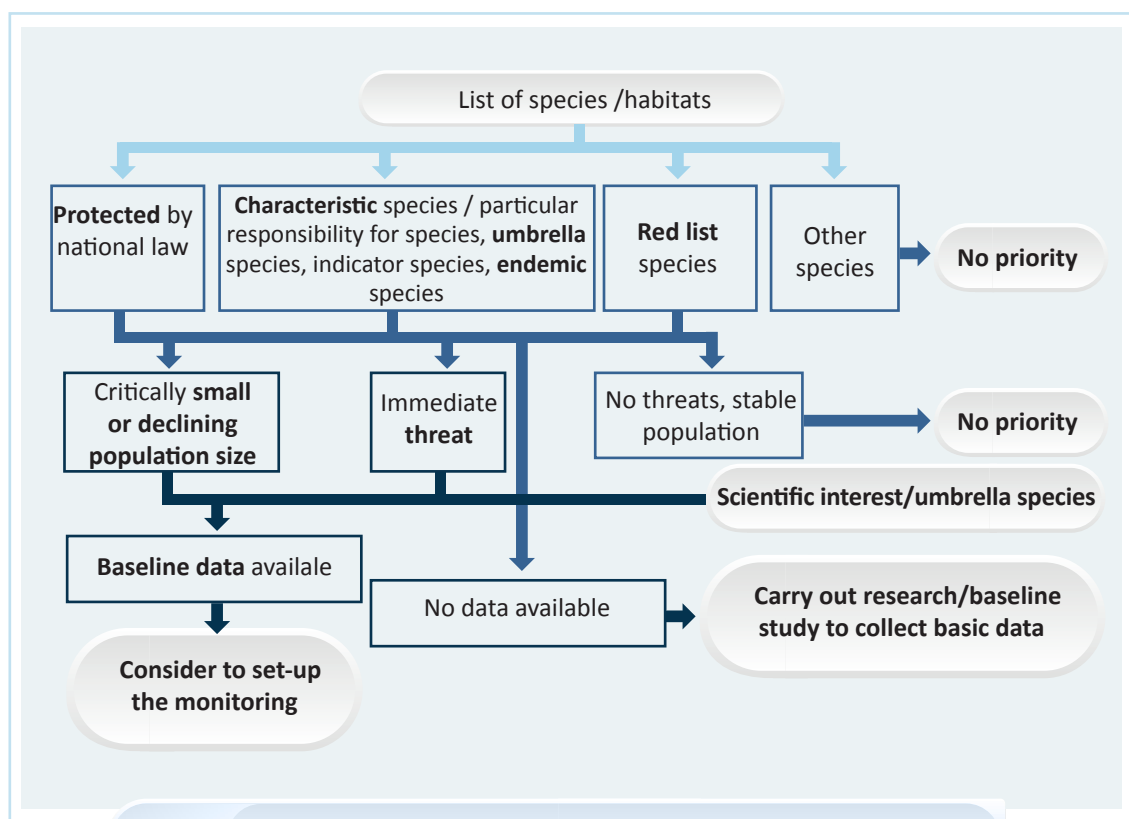 List of species /habitats
Protected by
national law
Characteristic species / particular
responsibility for species, umbrella
species, indicator species, endemic
species
Red list
species
Other
species
No priority
Critically small
or declining
population size
Immediate
threat
No threats, stable
population
No priority
Scientific interest/umbrella species
Baseline data availale
No data available
Carry out research/baseline
study to collect basic data
Consider to set-up
the monitoring